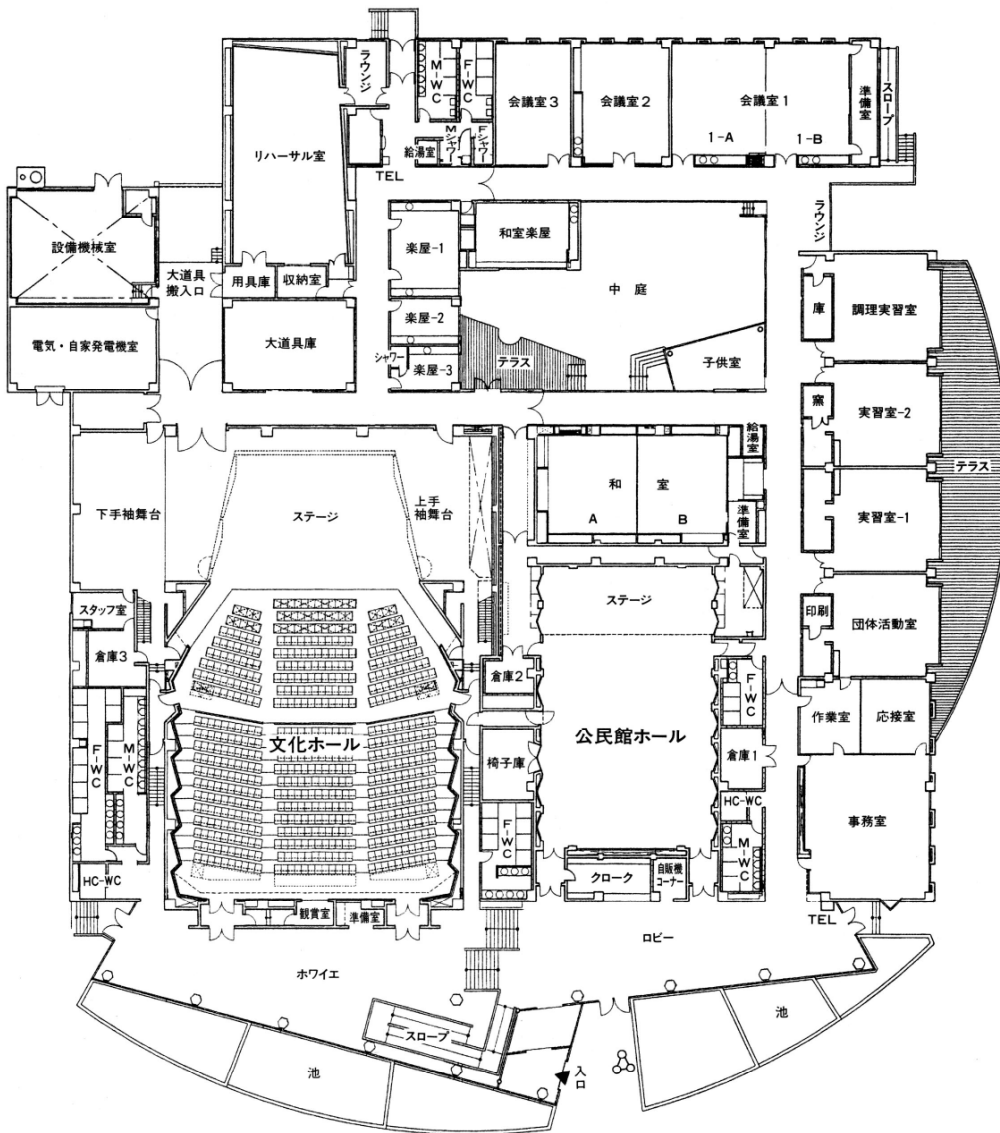 ラウンジ
M-WC
F-WC
会議室3
会議室2
会議室1
1-A
1-B
準備室
スロープ
リハーサル室
給湯室
Mシャワー
Fシャワー
TEL
ラウンジ
設備機械室
大道具
搬入口
用具庫
収納室
楽屋-1
和室楽屋
中庭
庫
調理実習室
電気・自家発電機室
大道具庫
楽屋-2
シャワー
楽屋-3
テラス
子供室
窯
実習室-2
テラス
下手袖舞台
ステージ
上手
袖舞台
和室
A
B
給湯室
準備室
実習室-1
スタッフ室
倉庫3
ステージ
印刷
団体活動室
倉庫2
F-WC
作業室
応接室
文化ホール
公民館ホール
F-WC
M-WC
椅子庫
倉庫1
HC-WC
事務室
F-WC
M-WC
HC-WC
クローク
自販機
コーナー
観賞室
準備室
TEL
ロビー
ホワイエ
スロープ
池
池
入口